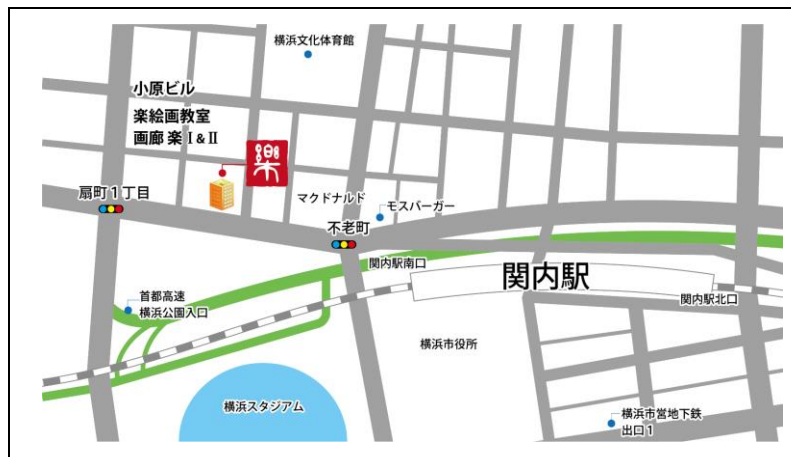 横浜文化体育館
小原ビル
楽絵画教室
画廊 楽 Ⅰ&Ⅱ
樂
扇町1丁目
マクドナルド
モスバーガー
不老町
関内駅南口
関内駅
関内駅北口
首都高速
横浜公園入口
横浜市役所
横浜スタジアム
横浜市営地下鉄
出口1